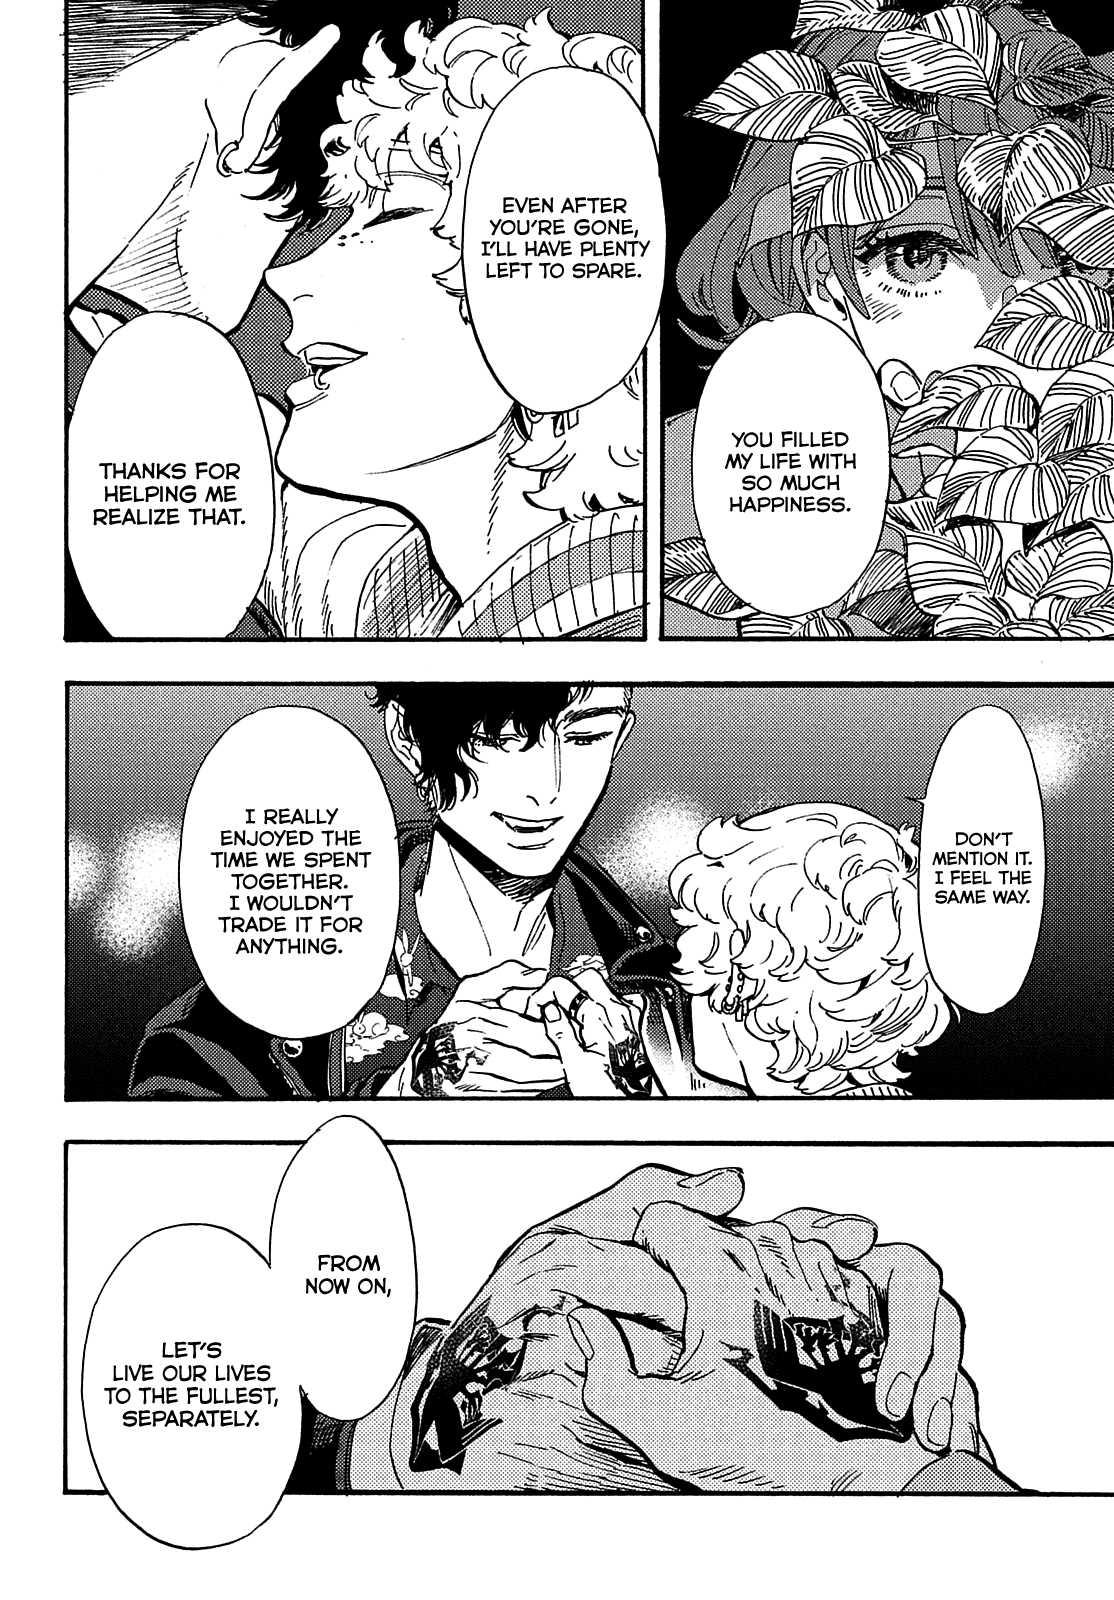 YOU FILLED
MY LIFE WITH
SO MUCH
HAPPINESS.
EVEN AFTER
YOU'RE GONE,
I'LL HAVE PLENTY
LEFT TO SPARE.
THANKS FOR
HELPING ME
REALIZE THAT.
DON'T
MENTION IT.
I FEEL THE
SAME WAY.
I REALLY
ENJOYED THE
TIME WE SPENT
TOGETHER.
I WOULDN'T
TRADE IT FOR
ANYTHING.
FROM
NOW ON,
LET'S
LIVE OUR LIVES
TO THE FULLEST,
SEPARATELY.